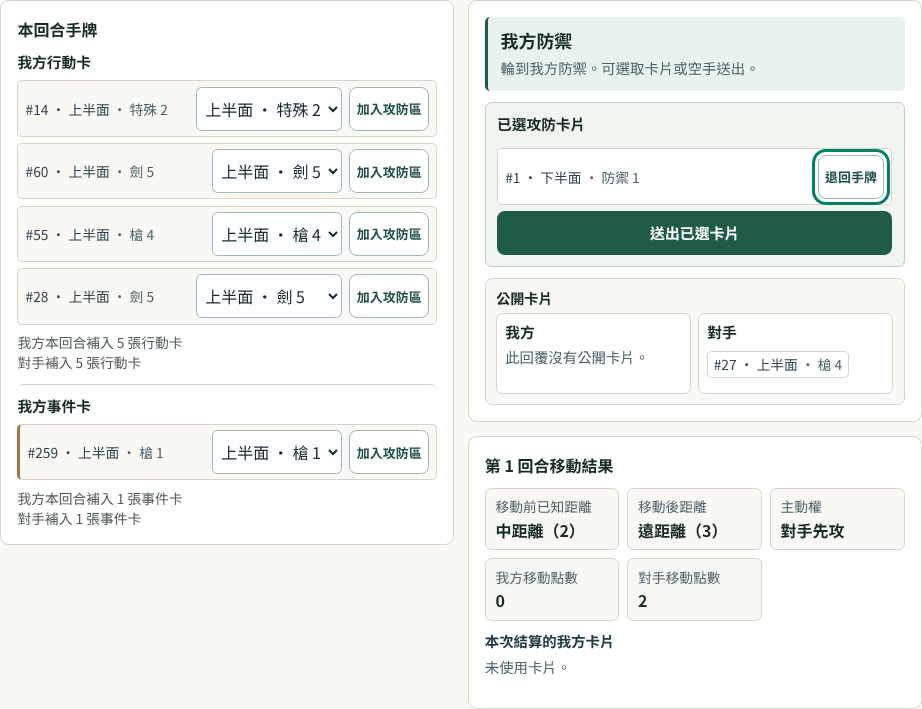 本回合手牌
我方行動卡
#14 · 上半面 · 特殊 2
上半面 · 特殊 2
加入攻防區
#60 · 上半面 · 劍 5
上半面 · 劍 5
加入攻防區
#55 · 上半面 · 槍 4
上半面 · 槍 4
加入攻防區
#28 · 上半面 · 劍 5
上半面 · 劍 5
加入攻防區
我方本回合補入 5 張行動卡
對手補入 5 張行動卡
我方事件卡
#259 · 上半面 · 槍 1
上半面 · 槍 1
加入攻防區
我方本回合補入 1 張事件卡
對手補入 1 張事件卡
我方防禦
輪到我方防禦。可選取卡片或空手送出。
已選攻防卡片
#1 · 下半面 · 防禦 1
退回手牌
送出已選卡片
公開卡片
我方
此回覆沒有公開卡片。
對手
#27 · 上半面 · 槍 4
第 1 回合移動結果
移動前已知距離
中距離（2）
移動後距離
遠距離（3）
主動權
對手先攻
我方移動點數
0
對手移動點數
2
本次結算的我方卡片
未使用卡片。